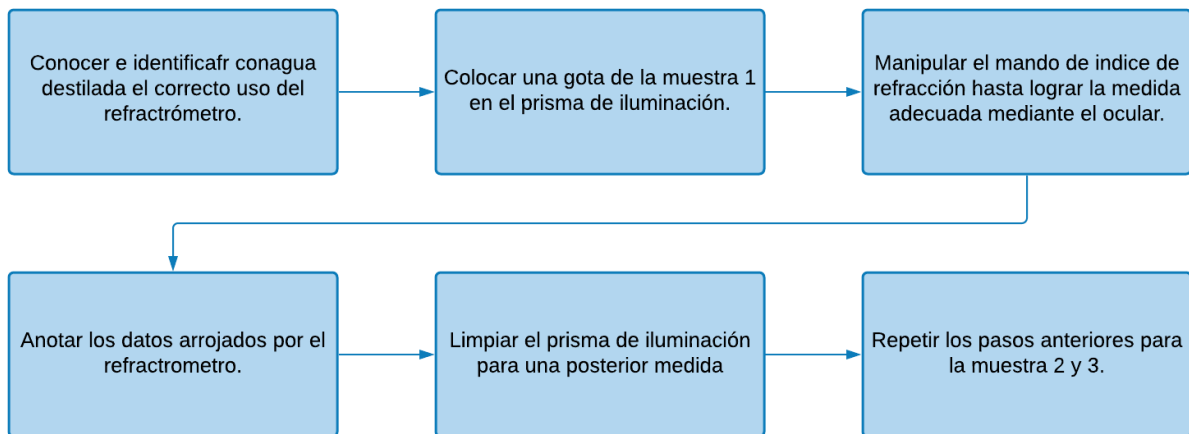 Conocer e identificafr conagua
destilada el correcto uso del
refractrómetro.
Colocar una gota de la muestra 1
en el prisma de iluminación.
Manipular el mando de indice de
refracción hasta lograr la medida
adecuada mediante el ocular.
Anotar los datos arrojados por el
refractrometro.
Limpiar el prisma de iluminación
para una posterior medida
Repetir los pasos anteriores para
la muestra 2 y 3.